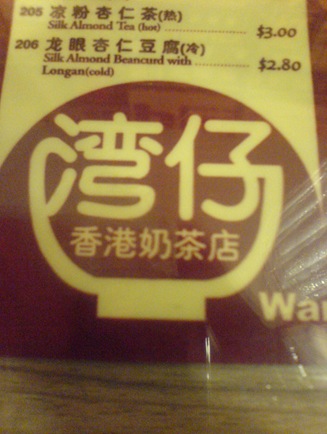 205 凉粉杏仁茶(热)
Silk Almond Tea (hot) ........................ $3.00
206 龙眼杏仁豆腐(冷)
Silk Almond Beancurd with .................. $2.80
Longan(cold)
湾仔
香港奶茶店
Wan